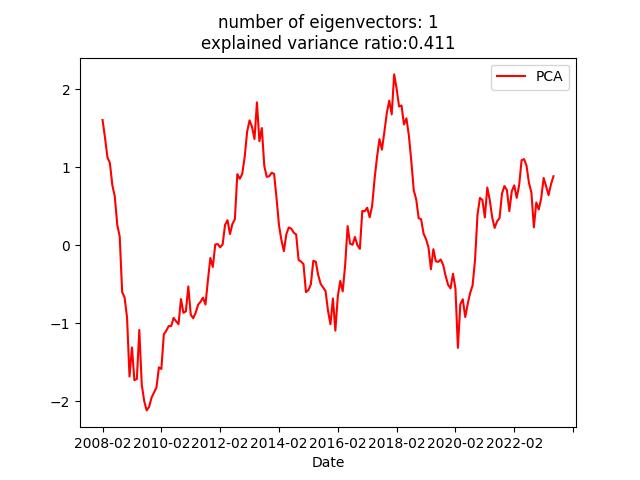 number of eigenvectors: 1
explained variance ratio:0.411
PCA
2
1
0
−1
−2
2008-02 2010-02 2012-02 2014-02 2016-02 2018-02 2020-02 2022-02
Date